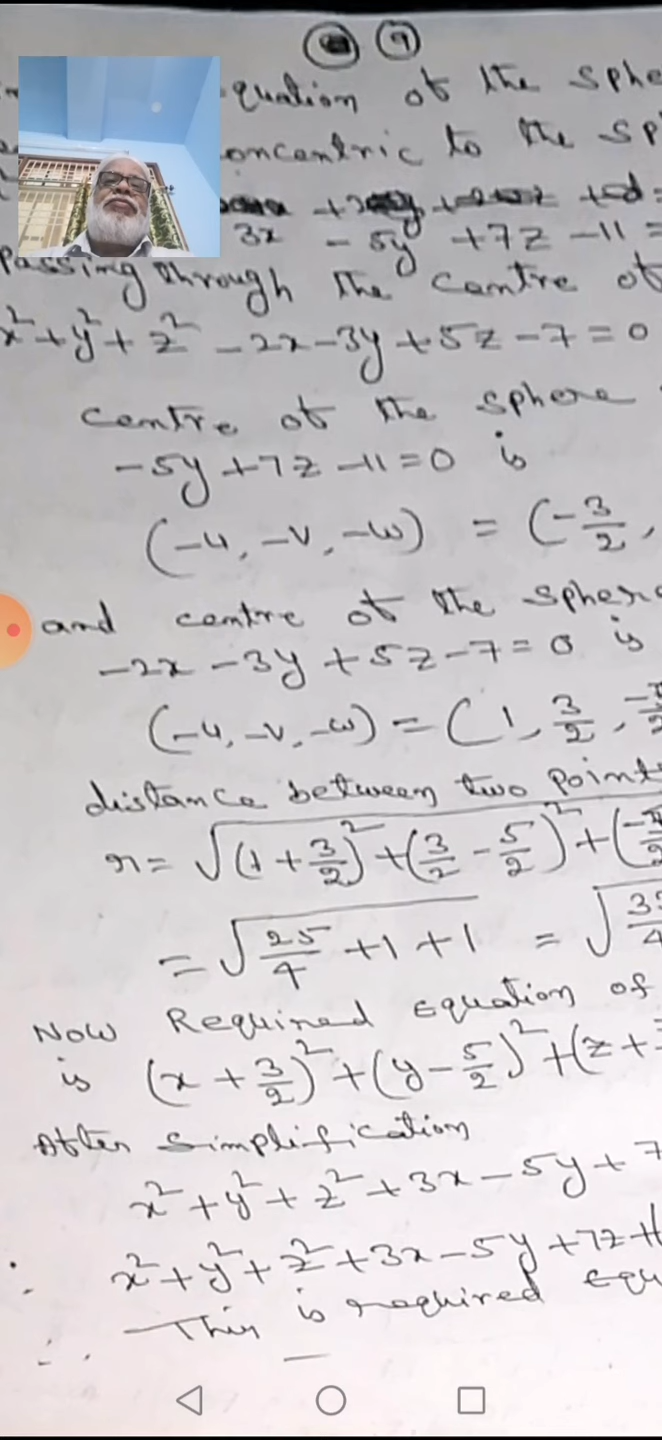 9
quation of the sphe
oncentric to the sp
3x - 5y + 7z - 11 =
passing through the centre of
x² + y² + z² - 2x - 3y + 5z - 7 = 0
centre of the sphere
-5y + 7z - 11 = 0 is
(-u, -v, -w) = (-3/2,
and centre of the sphere
-2x - 3y + 5z - 7 = 0 is
(-u, -v, -w) = (1, 3/2,
distance between two point
r = √(1 + 3/2)² + (3/2 - 5/2)² + (
= √25/4 + 1 + 1 = √3
Now Required Equation of
is (x + 3/2)² + (y - 5/2)² + (z +
After simplification
x² + y² + z² + 3x - 5y + 7
∴ x² + y² + z² + 3x - 5y + 7z +
∴ This is required equ